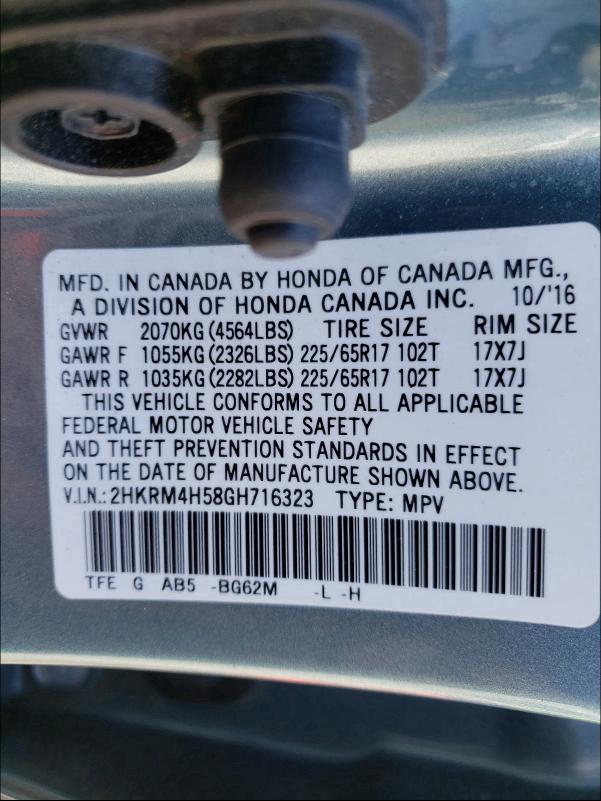 MFD. IN CANADA BY HONDA OF CANADA MFG.,
A DIVISION OF HONDA CANADA INC. 10/'16
GVWR 2070KG(4564LBS) TIRE SIZE RIM SIZE
GAWR F 1055KG(2326LBS) 225/65R17 102T 17X7J
GAWR R 1035KG(2282LBS) 225/65R17 102T 17X7J
THIS VEHICLE CONFORMS TO ALL APPLICABLE
FEDERAL MOTOR VEHICLE SAFETY
AND THEFT PREVENTION STANDARDS IN EFFECT
ON THE DATE OF MANUFACTURE SHOWN ABOVE.
V.I.N.:2HKRM4H58GH716323 TYPE: MPV
TFE G AB5 -BG62M -L -H